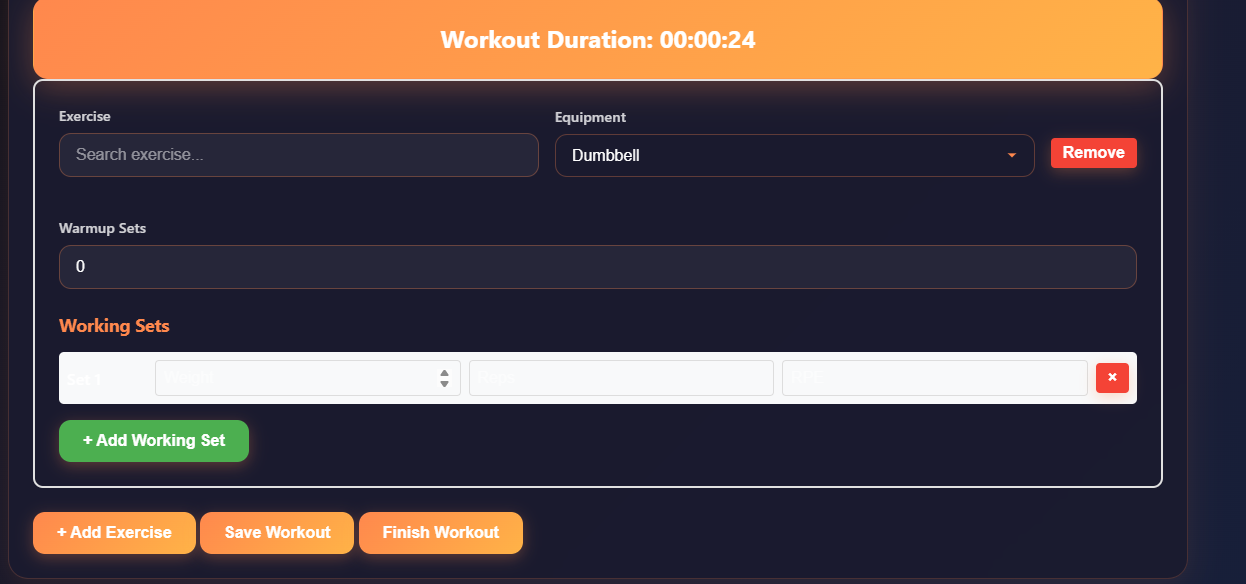 Workout Duration: 00:00:24
Exercise
Equipment
Search exercise...
Dumbbell
Remove
Warmup Sets
0
Working Sets
Set 1
Weight
Reps
RPE
×
+ Add Working Set
+ Add Exercise
Save Workout
Finish Workout